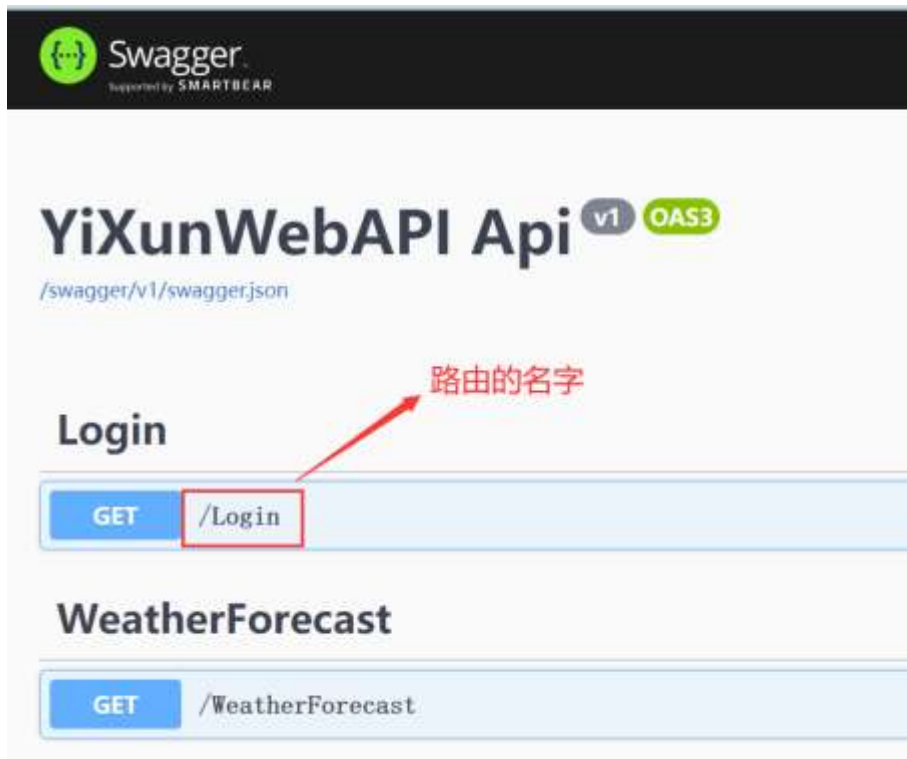 Swagger.
Supported by SMARTBEAR
YiXunWebAPI Api v1 OAS3
/swagger/v1/swagger.json
路由的名字
Login
GET /Login
WeatherForecast
GET /WeatherForecast